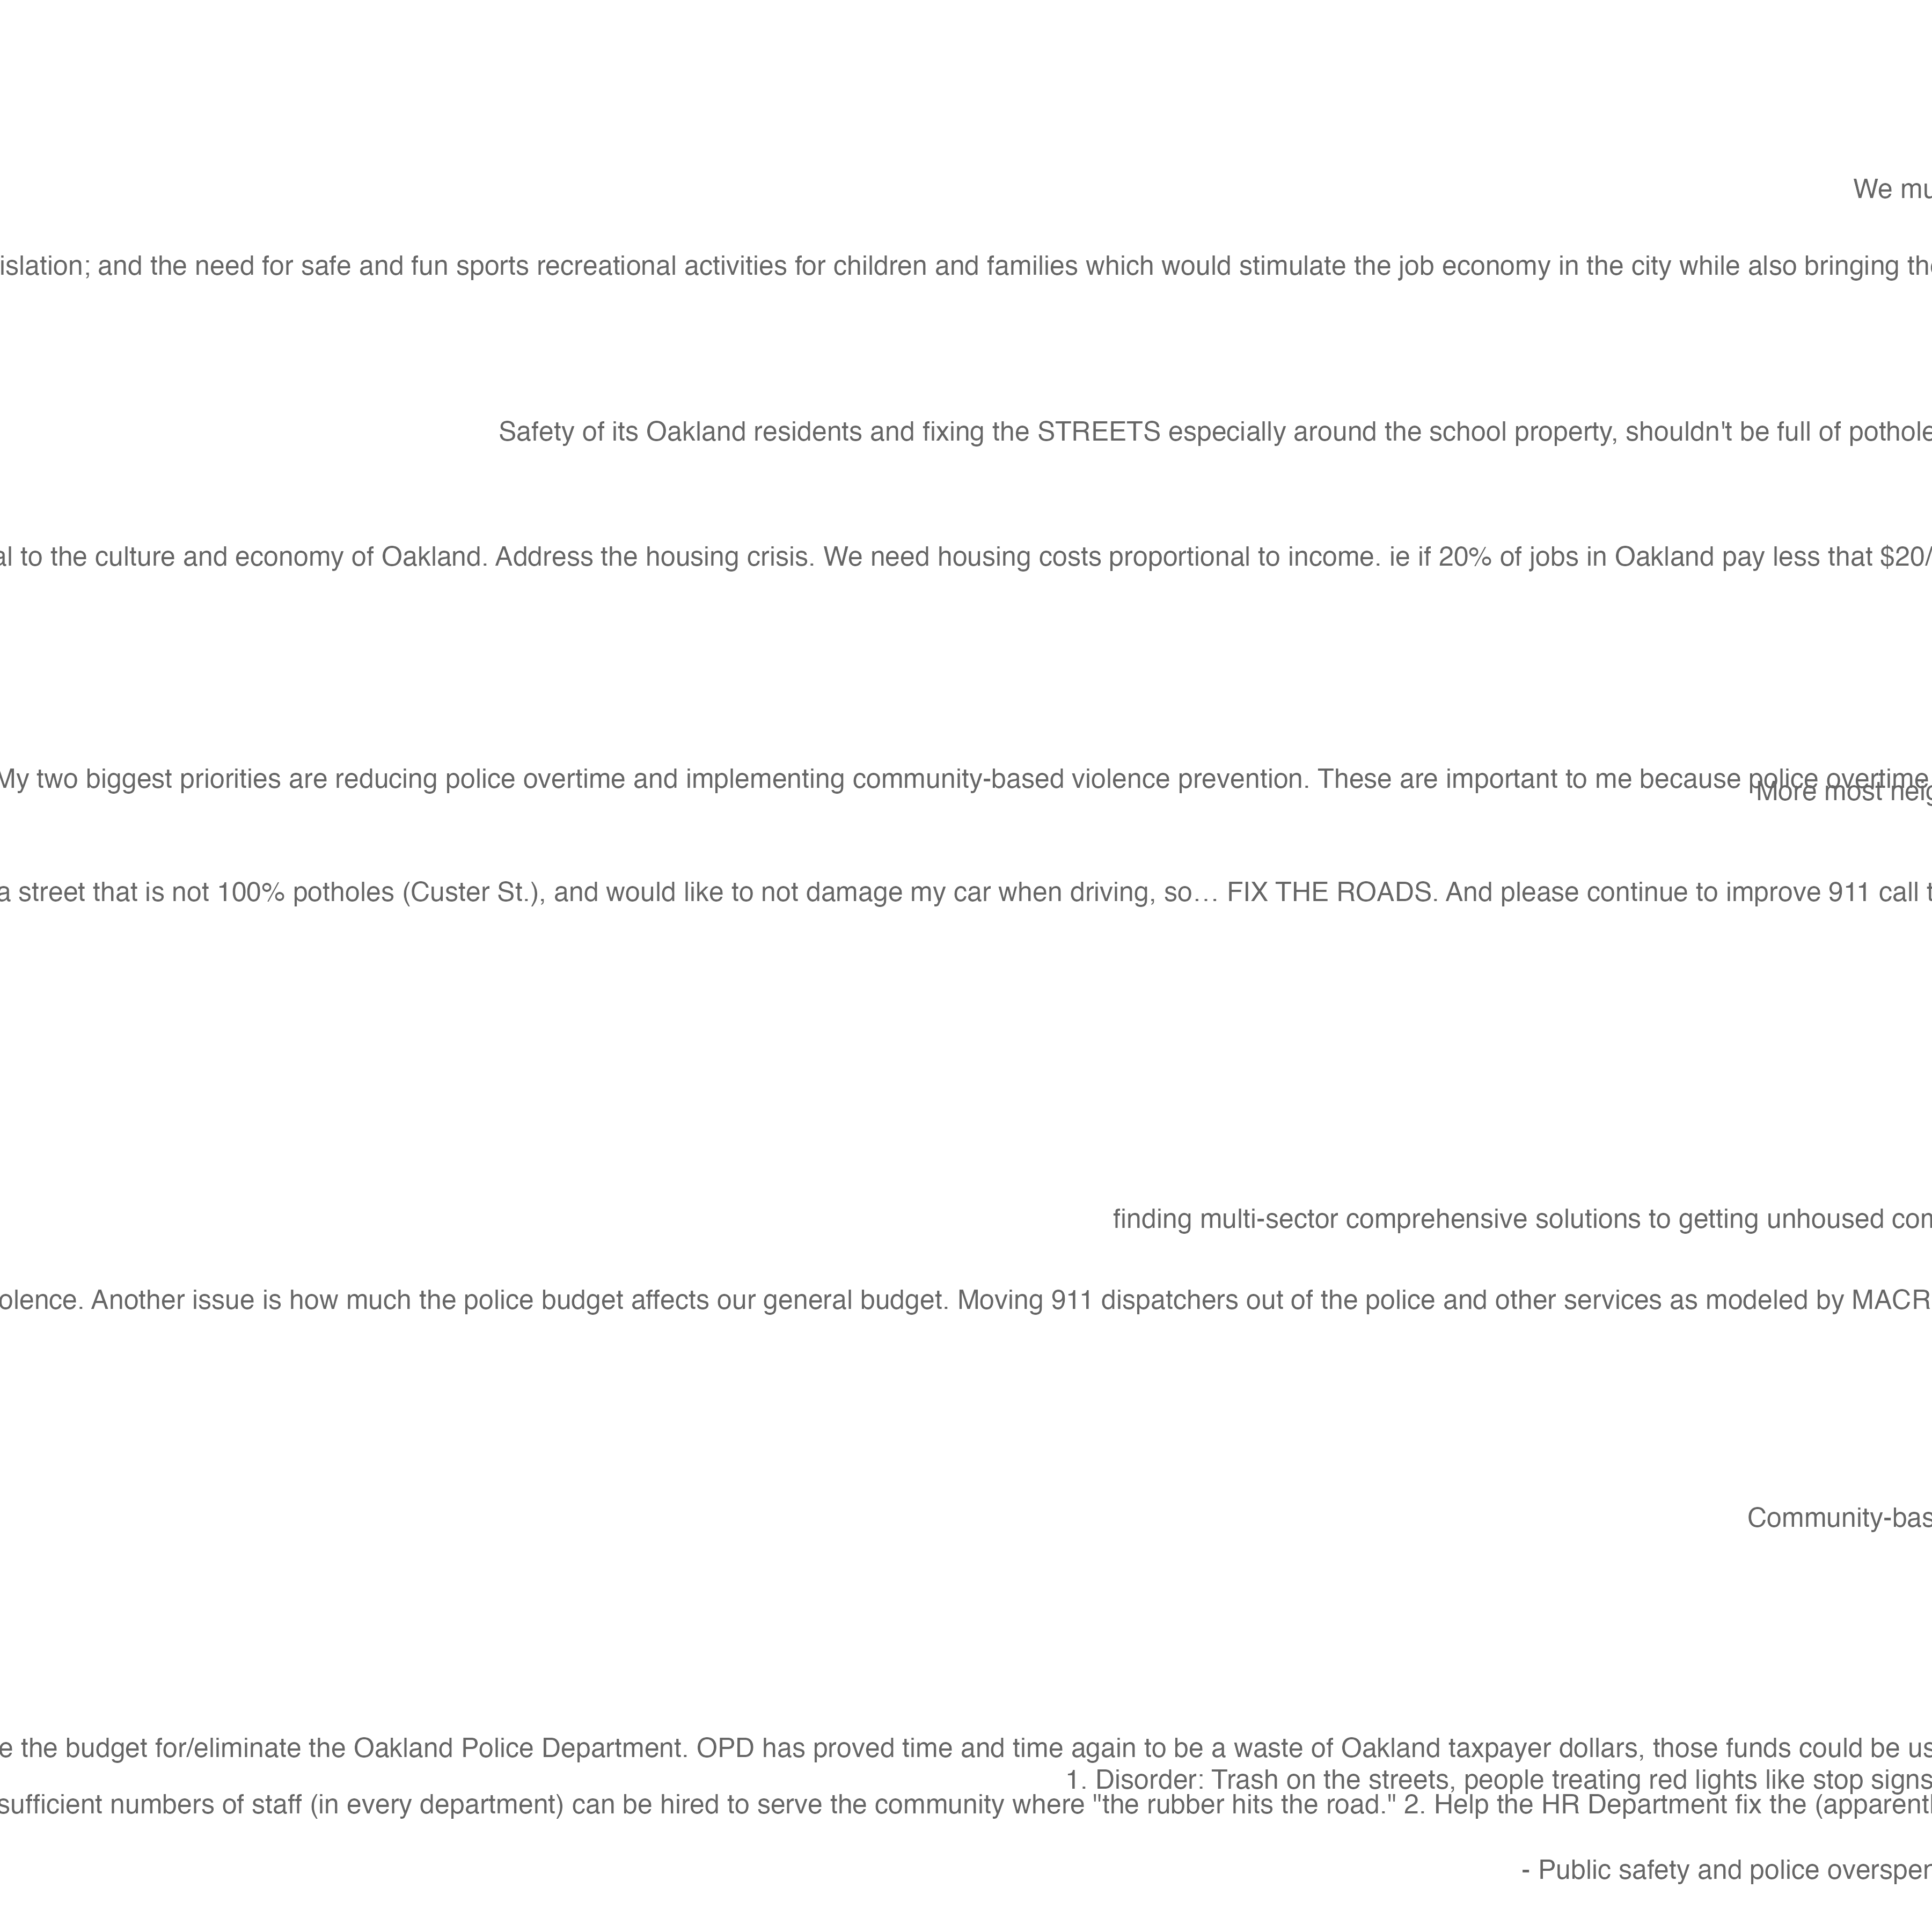 We mu
islation; and the need for safe and fun sports recreational activities for children and families which would stimulate the job economy in the city while also bringing the
Safety of its Oakland residents and fixing the STREETS especially around the school property, shouldn't be full of pothole
al to the culture and economy of Oakland. Address the housing crisis. We need housing costs proportional to income. ie if 20% of jobs in Oakland pay less that $20/
My two biggest priorities are reducing police overtime and implementing community-based violence prevention. These are important to me because police overtime
More most neig
a street that is not 100% potholes (Custer St.), and would like to not damage my car when driving, so… FIX THE ROADS. And please continue to improve 911 call t
finding multi-sector comprehensive solutions to getting unhoused com
olence. Another issue is how much the police budget affects our general budget. Moving 911 dispatchers out of the police and other services as modeled by MACR
Community-bas
e the budget for/eliminate the Oakland Police Department. OPD has proved time and time again to be a waste of Oakland taxpayer dollars, those funds could be us
1. Disorder: Trash on the streets, people treating red lights like stop signs
sufficient numbers of staff (in every department) can be hired to serve the community where "the rubber hits the road." 2. Help the HR Department fix the (apparentl
- Public safety and police overspen